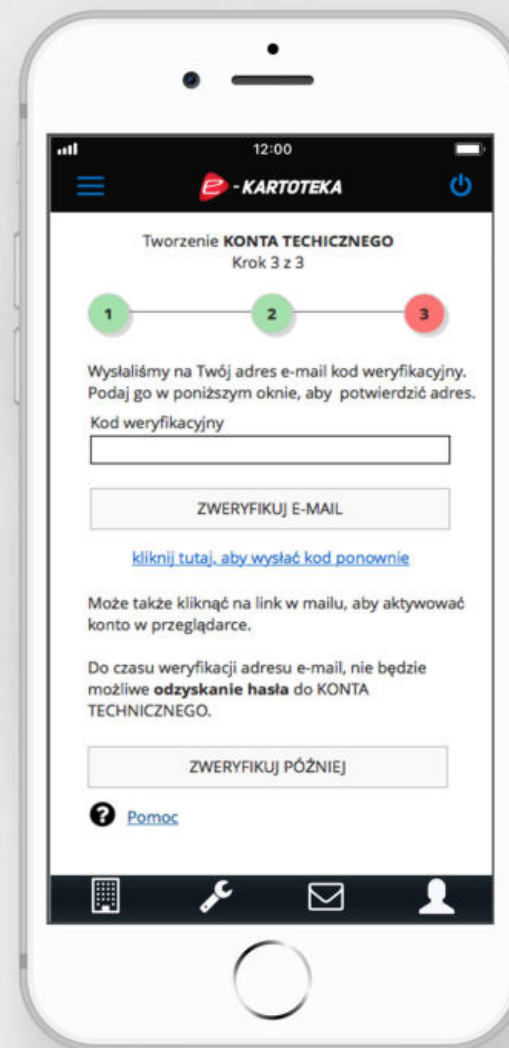 12:00
e - KARTOTEKA
Tworzenie KONTA TECHICZNEGO
Krok 3 z 3
1 2 3
Wysłaliśmy na Twój adres e-mail kod weryfikacyjny.
Podaj go w poniższym oknie, aby potwierdzić adres.
Kod weryfikacyjny
ZWERYFIKUJ E-MAIL
kliknij tutaj, aby wysłać kod ponownie
Może także kliknąć na link w mailu, aby aktywować
konto w przeglądarce.
Do czasu weryfikacji adresu e-mail, nie będzie
możliwe odzyskanie hasła do KONTA
TECHNICZNEGO.
ZWERYFIKUJ PÓŹNIEJ
? Pomoc